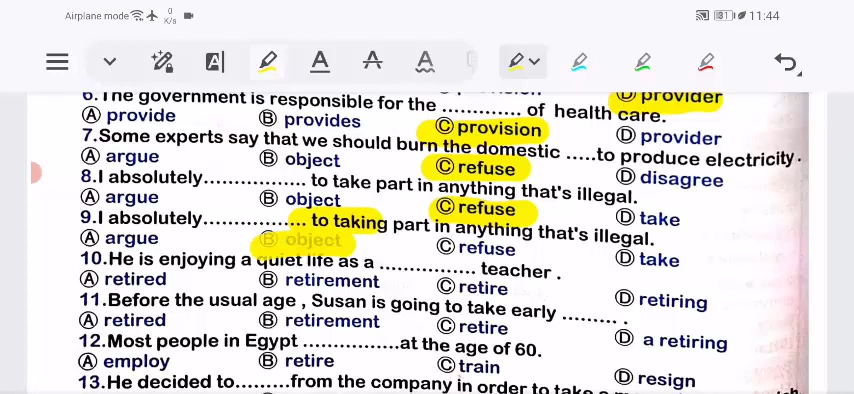 Airplane mode 0 K/s 31 11:44
D provider
6.The government is responsible for the ............. of health care.
A provide B provides C provision D provider
7.Some experts say that we should burn the domestic .....to produce electricity.
A argue B object C refuse D disagree
8.I absolutely................. to take part in anything that's illegal.
A argue B object C refuse D take
9.I absolutely................. to taking part in anything that's illegal.
A argue B object C refuse D take
10.He is enjoying a quiet life as a ................ teacher .
A retired B retirement C retire D retiring
11.Before the usual age , Susan is going to take early ......... .
A retired B retirement C retire D a retiring
12.Most people in Egypt ...............at the age of 60.
A employ B retire C train D resign
13.He decided to.........from the company in order to take a